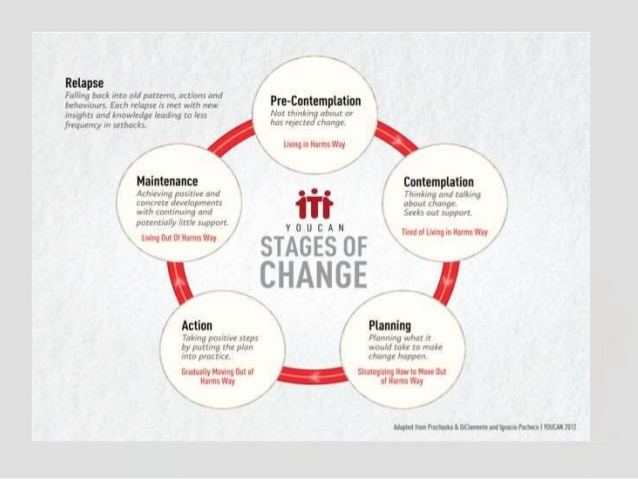 Relapse
Falling back into old patterns, actions and
behaviours. Each relapse is met with new
insights and knowledge leading to less
frequency in setbacks.
Pre-Contemplation
Not thinking about or
has rejected change.
Living in Harms Way
Contemplation
Thinking and talking
about change.
Seeks out support.
Tired of Living in Harms Way
Planning
Planning what it
would take to make
change happen.
Strategizing How to Move Out
of Harms Way
Action
Taking positive steps
by putting the plan
into practice.
Gradually Moving Out of
Harms Way
Maintenance
Achieving positive and
concrete developments
with continuing and
potentially little support.
Living Out Of Harms Way
YOUCAN
STAGES OF
CHANGE
Adapted from Prochaska & DiClemente and Ignacio Pacheco | YOUCAN 2012